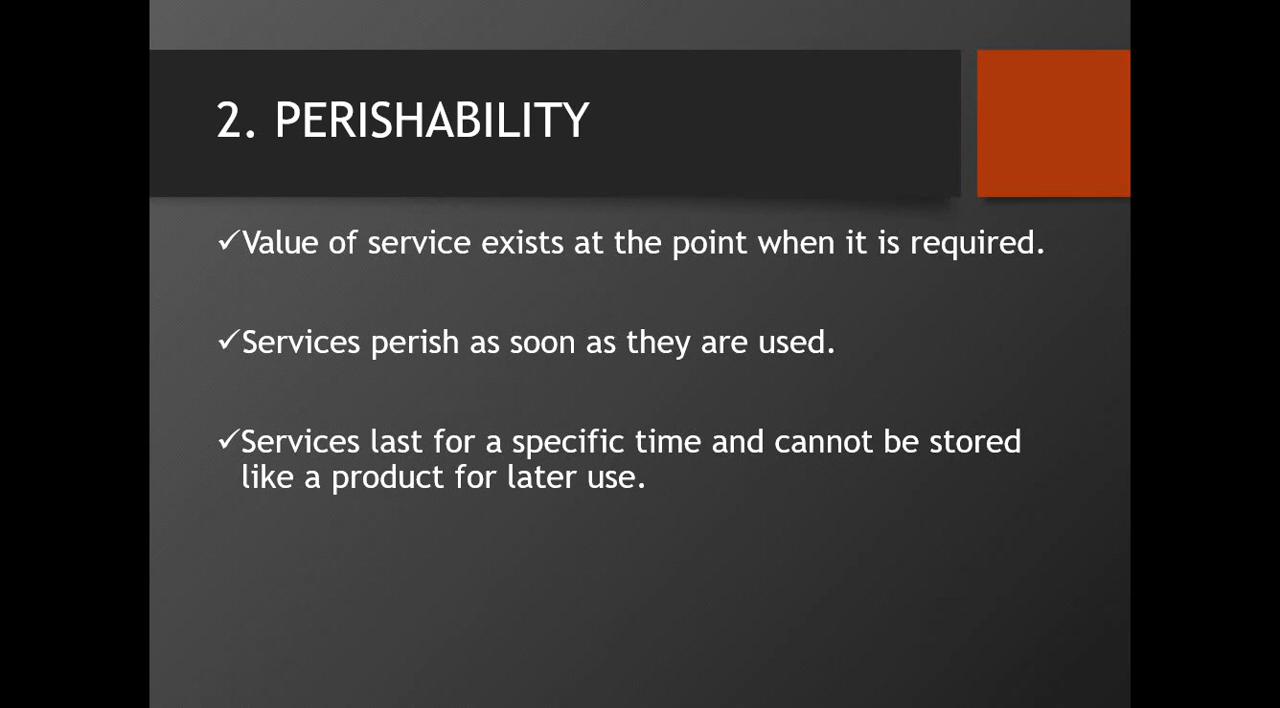 2. PERISHABILITY
✓Value of service exists at the point when it is required.
✓Services perish as soon as they are used.
✓Services last for a specific time and cannot be stored
like a product for later use.